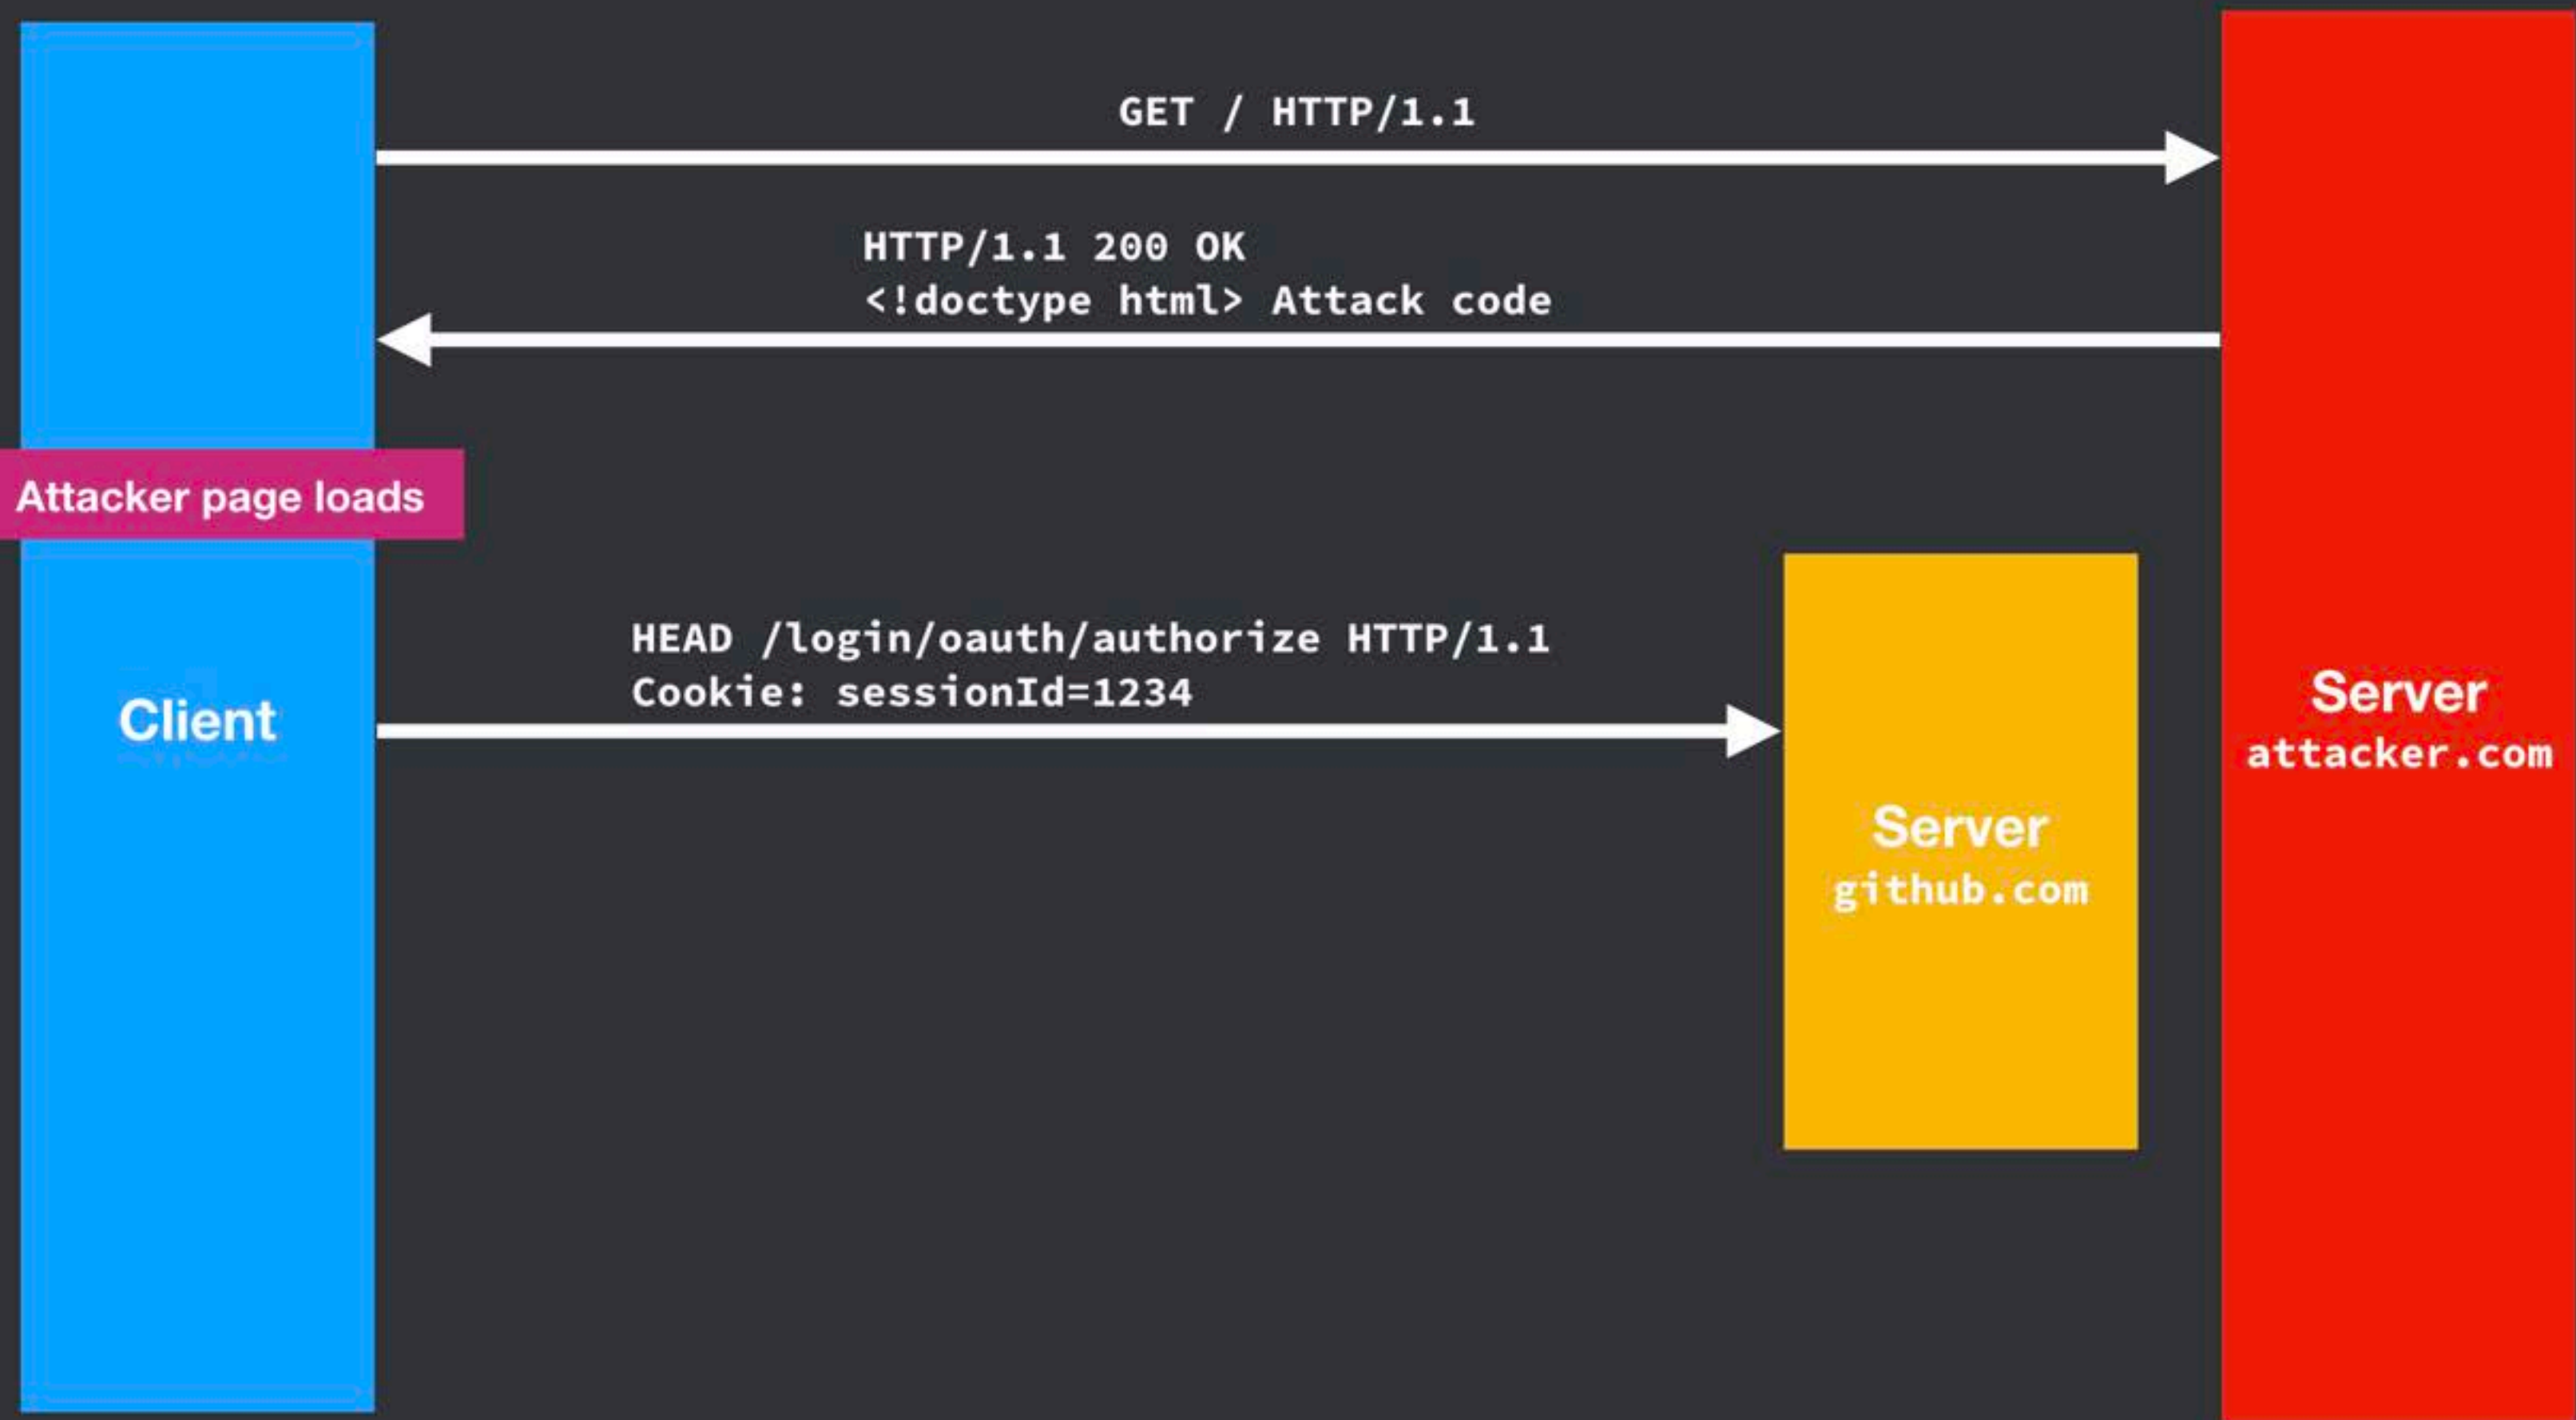 GET / HTTP/1.1
HTTP/1.1 200 OK
<!doctype html> Attack code
Attacker page loads
HEAD /login/oauth/authorize HTTP/1.1
Cookie: sessionId=1234
Client
Server
github.com
Server
attacker.com